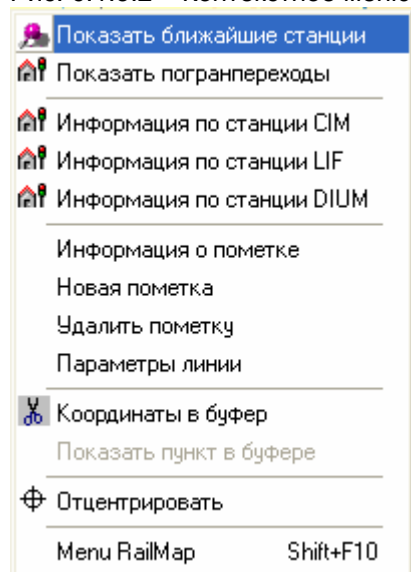 Показать ближайшие станции
Показать погранпереходы
Информация по станции CIM
Информация по станции LIF
Информация по станции DIUM
Информация о пометке
Новая пометка
Удалить пометку
Параметры линии
Координаты в буфер
Показать пункт в буфере
Отцентрировать
Menu RailMap Shift+F10